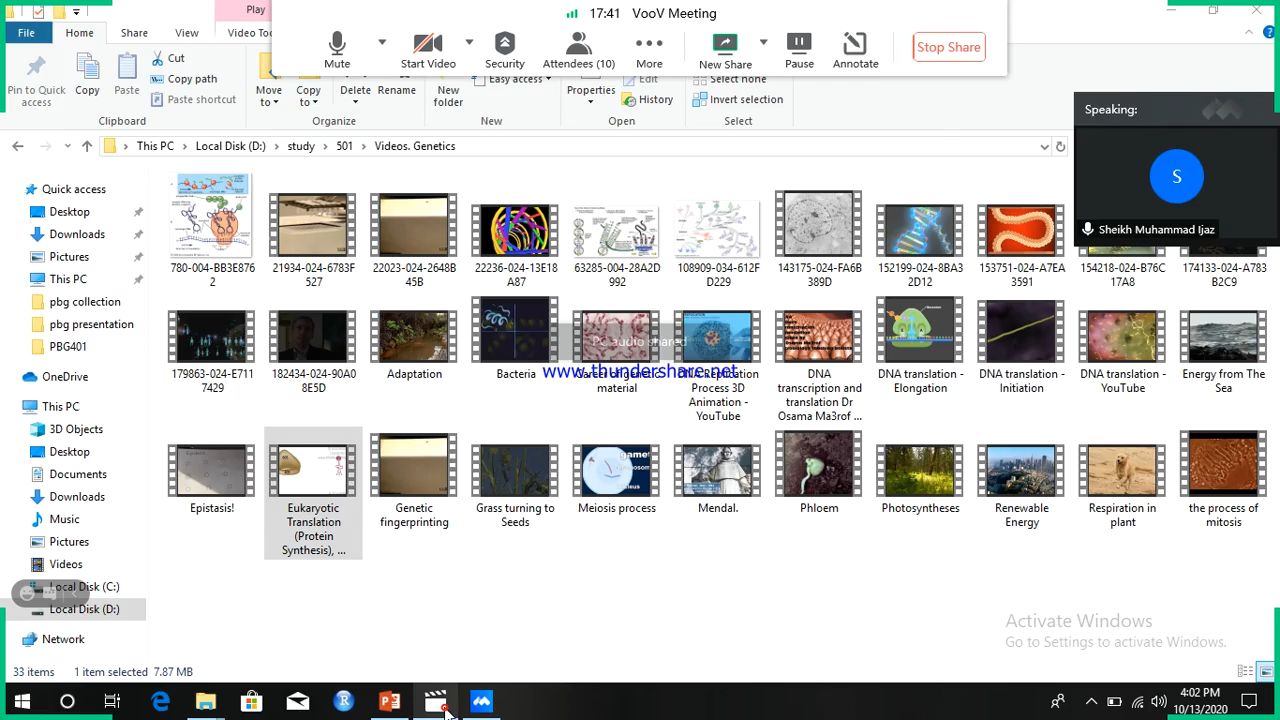 Play
17:41 VooV Meeting
File
Home
Share
View
Video Too
Mute
Start Video
Security
Attendees (10)
More
New Share
Pause
Annotate
Stop Share
Pin to Quick access
Copy
Paste
Cut
Copy path
Paste shortcut
Move to
Copy to
Delete
Rename
New folder
Easy access
Properties
Edit
History
Select none
Invert selection
Clipboard
Organize
New
Open
Select
This PC
Local Disk (D:)
study
501
Videos. Genetics
Speaking:
S
Sheikh Muhammad Ijaz
Quick access
Desktop
Downloads
Pictures
This PC
pbg collection
pbg presentation
PBG401
OneDrive
This PC
3D Objects
Desktop
Documents
Downloads
Music
Pictures
Videos
Local Disk (C:)
Local Disk (D:)
Network
780-004-BB3E8762
21934-024-6783F527
22023-024-2648B45B
22236-024-13E18A87
63285-004-28A2D992
108909-034-612FD229
143175-024-FA6B389D
152199-024-8BA32D12
153751-024-A7EA3591
154218-024-B76C17A8
174133-024-A783B2C9
179863-024-E7117429
182434-024-90A08E5D
Adaptation
Bacteria
genetic material
DNA Replication Process 3D Animation - YouTube
DNA transcription and translation Dr Osama Ma3rof ...
DNA translation - Elongation
DNA translation - Initiation
DNA translation - YouTube
Energy from The Sea
PC audio shared
www.thundershare.net
Epistasis!
Eukaryotic Translation (Protein Synthesis), ...
Genetic fingerprinting
Grass turning to Seeds
Meiosis process
Mendal.
Phloem
Photosyntheses
Renewable Energy
Respiration in plant
the process of mitosis
Activate Windows
Go to Settings to activate Windows.
33 items
1 item selected 7.87 MB
4:02 PM
10/13/2020